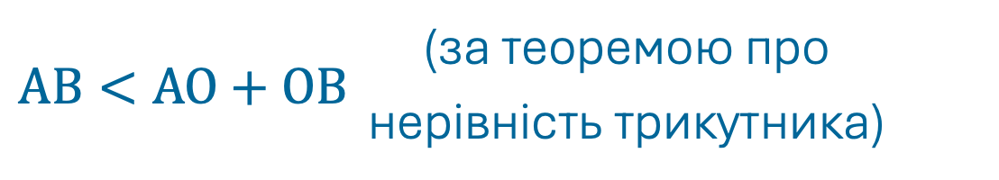 (за теоремою про
AB < AO + OB
нерівність трикутника)